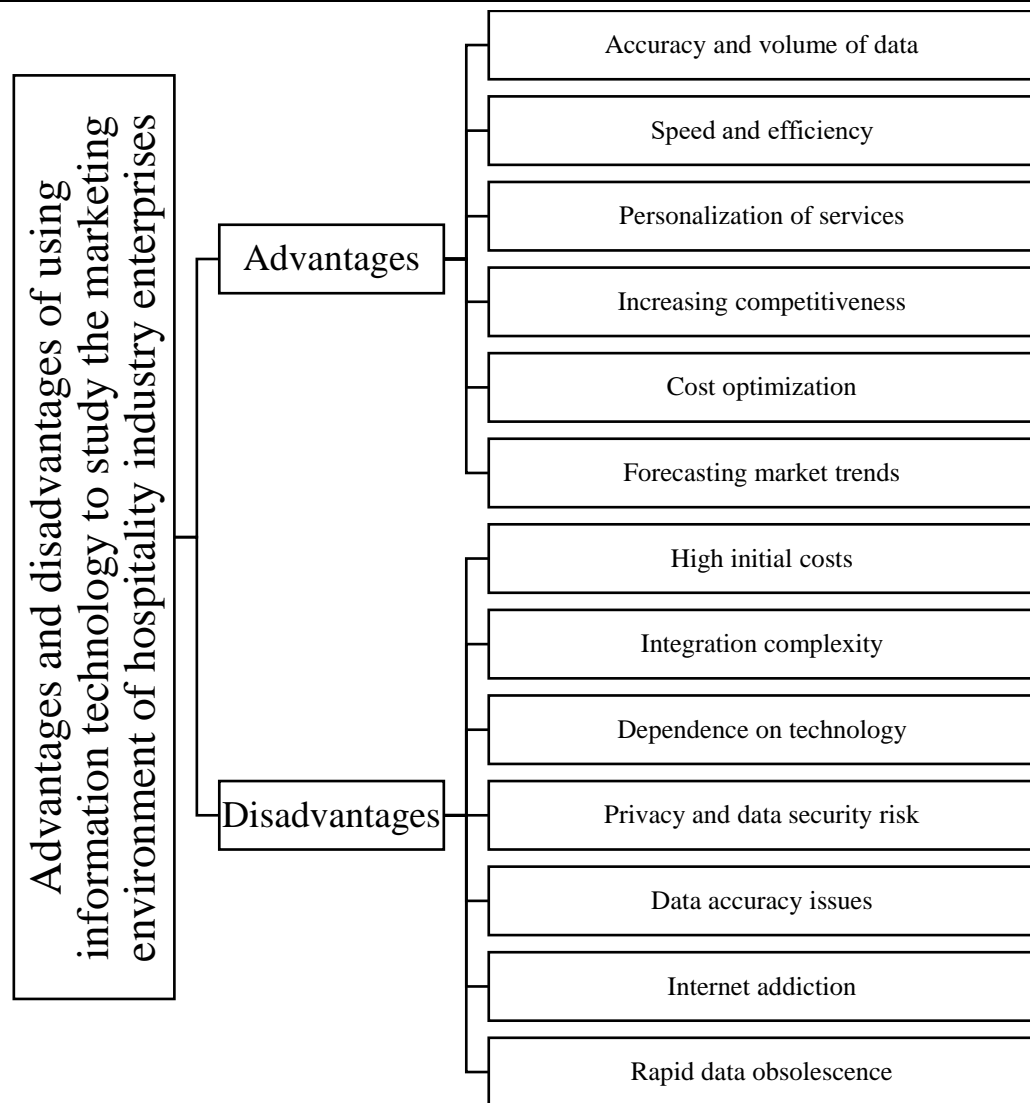 Advantages and disadvantages of using
information technology to study the marketing
environment of hospitality industry enterprises
Advantages
Accuracy and volume of data
Speed and efficiency
Personalization of services
Increasing competitiveness
Cost optimization
Forecasting market trends
Disadvantages
High initial costs
Integration complexity
Dependence on technology
Privacy and data security risk
Data accuracy issues
Internet addiction
Rapid data obsolescence